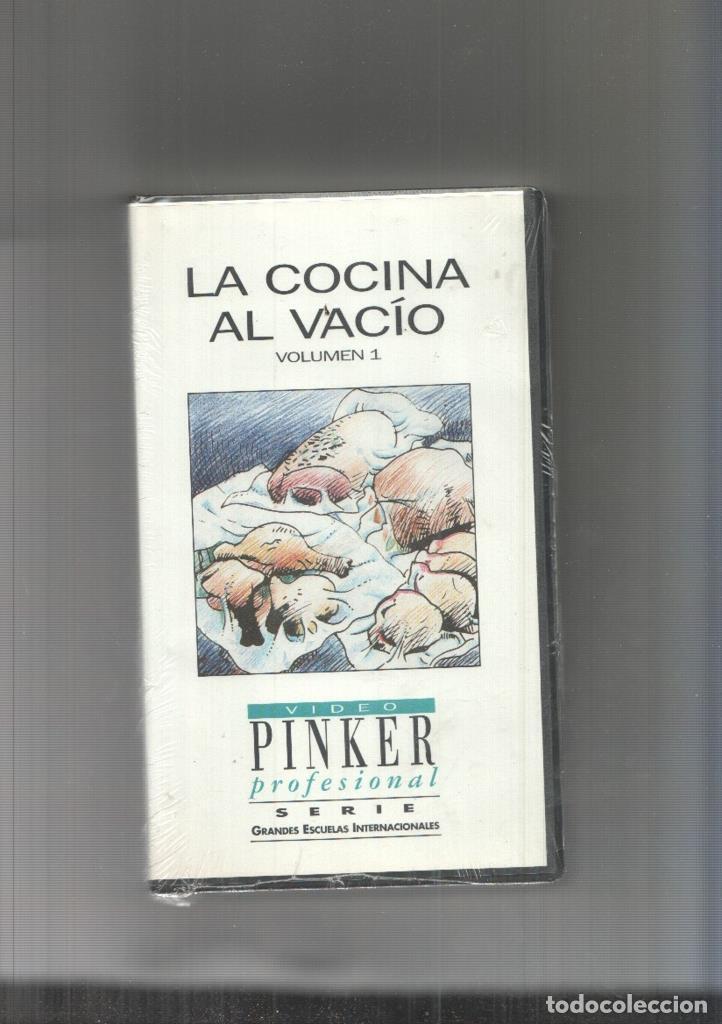 LA COCINA
AL VACÍO
VOLUMEN 1
VIDEO
PINKER
profesional
SERIE
GRANDES ESCUELAS INTERNACIONALES
todocoleccion